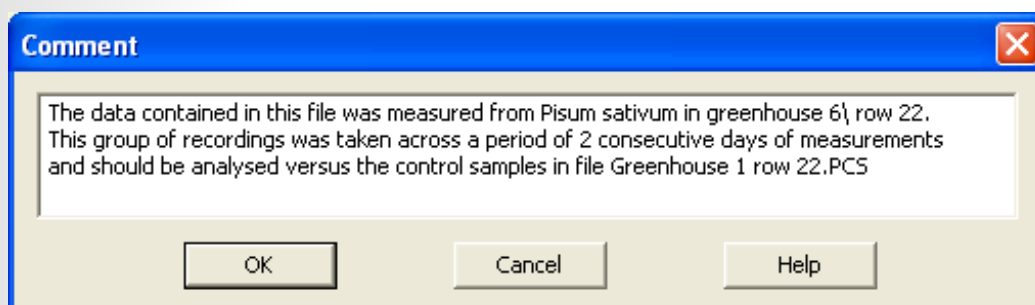 Comment
The data contained in this file was measured from Pisum sativum in greenhouse 6\ row 22.
This group of recordings was taken across a period of 2 consecutive days of measurements
and should be analysed versus the control samples in file Greenhouse 1 row 22.PCS
OK Cancel Help